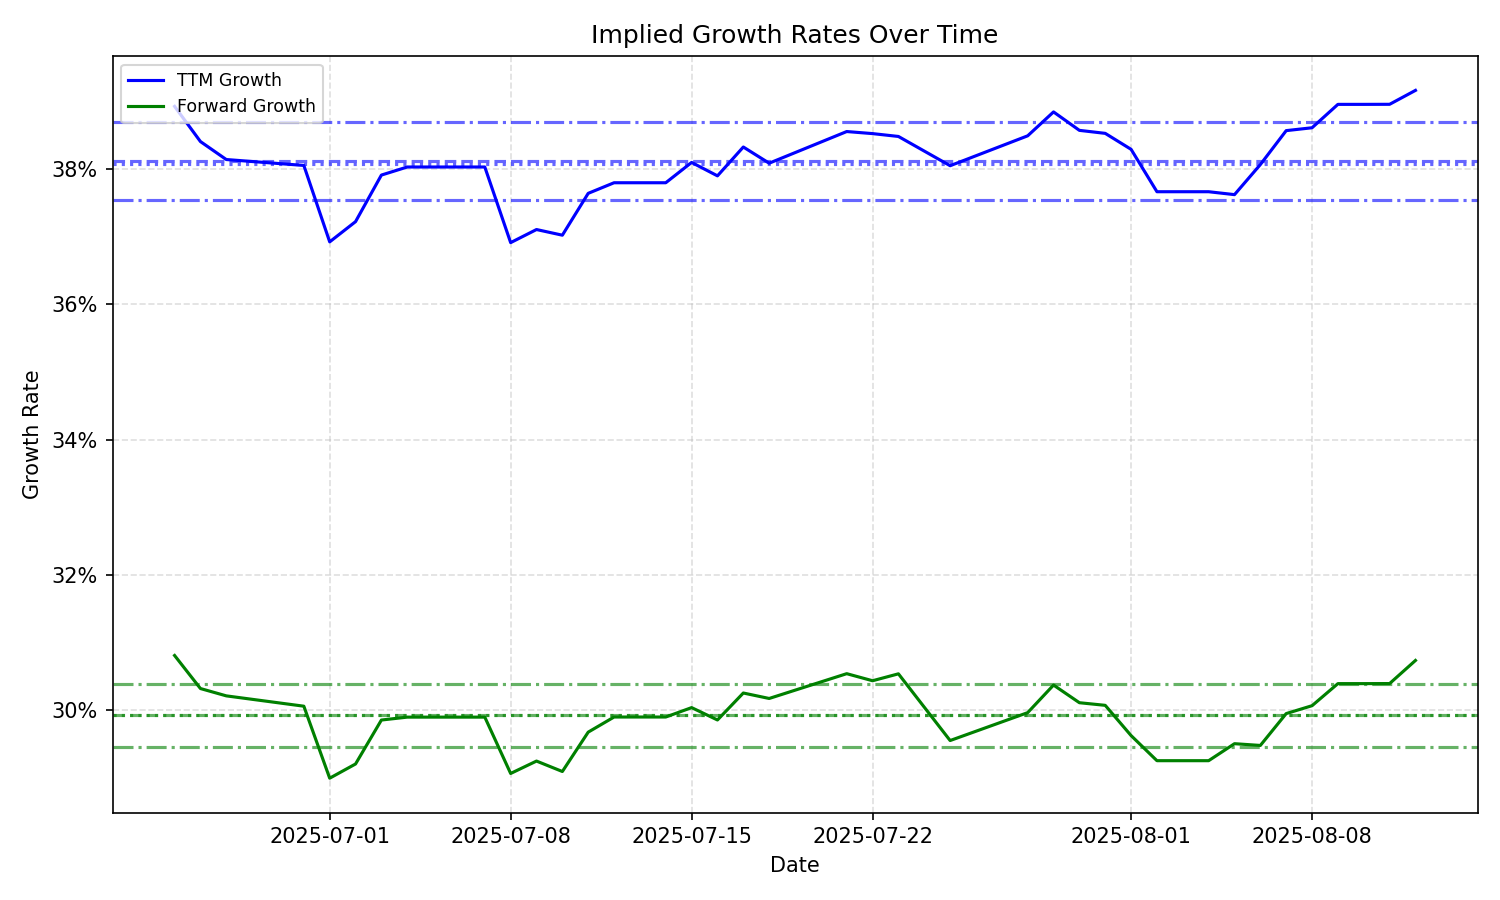 Implied Growth Rates Over Time
TTM Growth
Forward Growth
38%
36%
34%
32%
30%
Growth Rate
2025-07-01
2025-07-08
2025-07-15
2025-07-22
2025-08-01
2025-08-08
Date